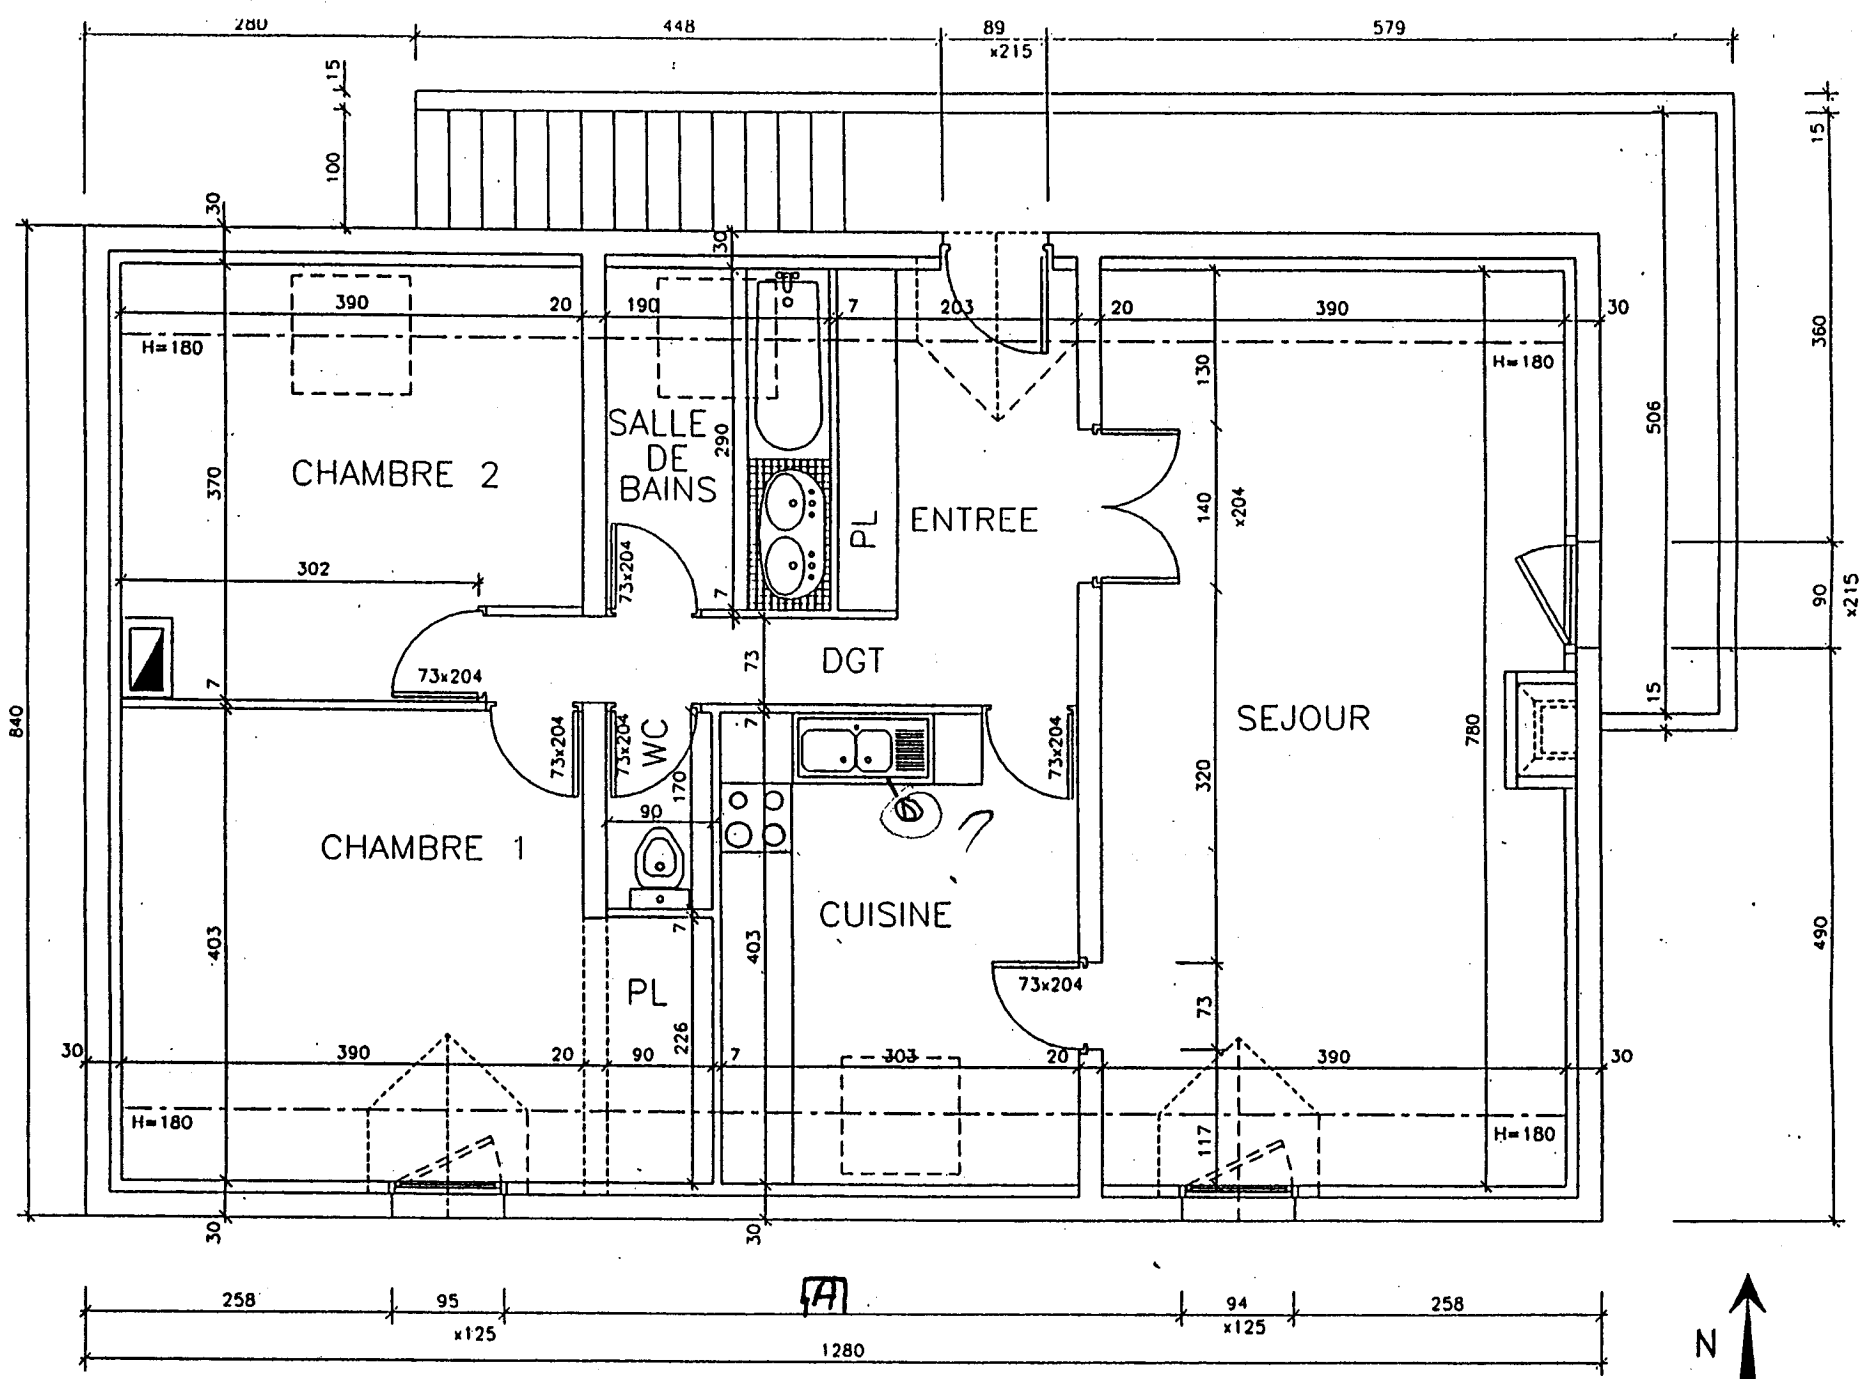 280
448
89
x215
579
15
100
30
30
15
390
20
190
7
203
20
390
30
H=180
H=180
130
360
SALLE
DE
BAINS
290
506
CHAMBRE 2
370
PL
ENTREE
140
x204
302
73x204
7
90
x215
73x204
DGT
73
7
15
840
SEJOUR
780
73x204
73x204
WC
7
73x204
170
320
90
CHAMBRE 1
CUISINE
403
7
403
490
PL
73x204
73
226
30
390
20
90
7
303
20
390
30
H=180
117
H=180
30
30
258
95
x125
A
94
x125
258
1280
N